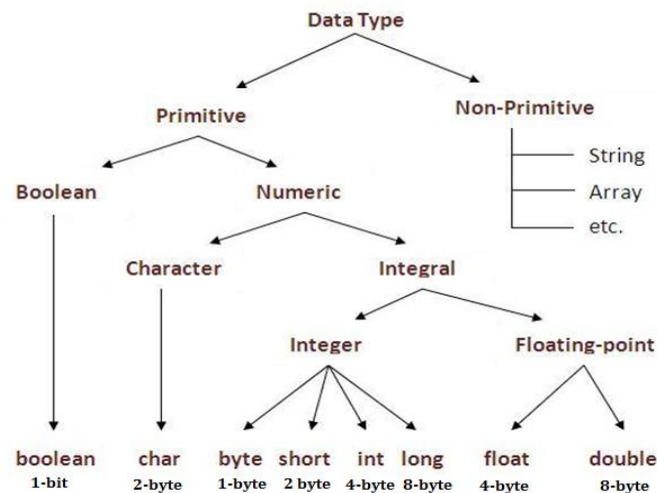 Data Type
Primitive
Non-Primitive
String
Array
etc.
Boolean
Numeric
Character
Integral
Integer
Floating-point
boolean char byte short int long float double
1-bit 2-byte 1-byte 2 byte 4-byte 8-byte 4-byte 8-byte